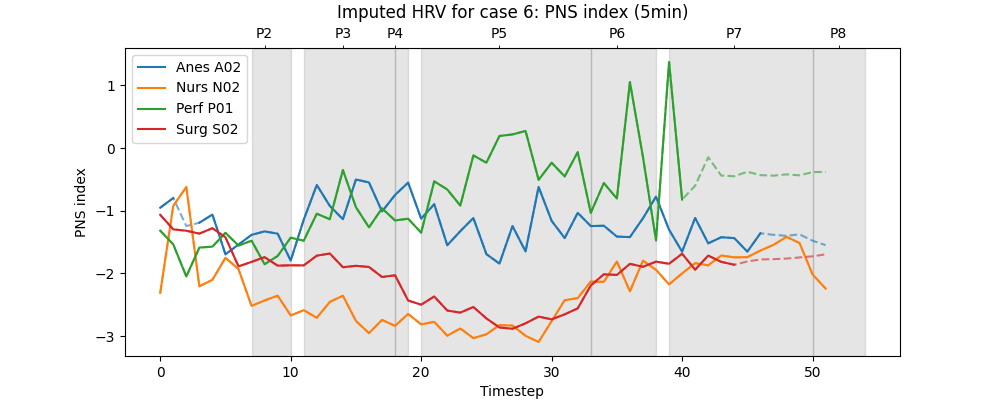 Imputed HRV for case 6: PNS index (5min)
P2 P3 P4 P5 P6 P7 P8
Anes A02
Nurs N02
Perf P01
Surg S02
PNS index
1
0
−1
−2
−3
0 10 20 30 40 50
Timestep